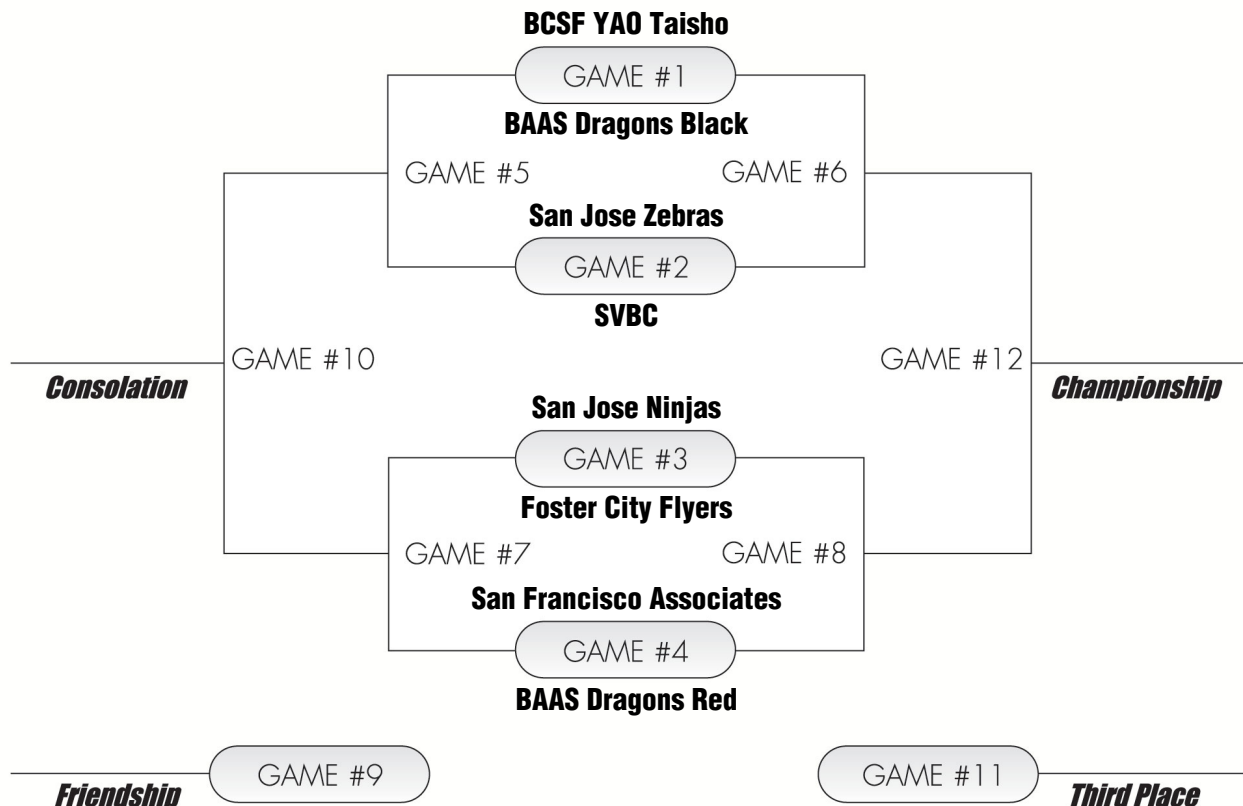 BCSF YAO Taisho
GAME #1
BAAS Dragons Black
GAME #5
GAME #6
San Jose Zebras
GAME #2
SVBC
GAME #10
GAME #12
Consolation
Championship
San Jose Ninjas
GAME #3
Foster City Flyers
GAME #7
GAME #8
San Francisco Associates
GAME #4
BAAS Dragons Red
GAME #9
GAME #11
Friendship
Third Place